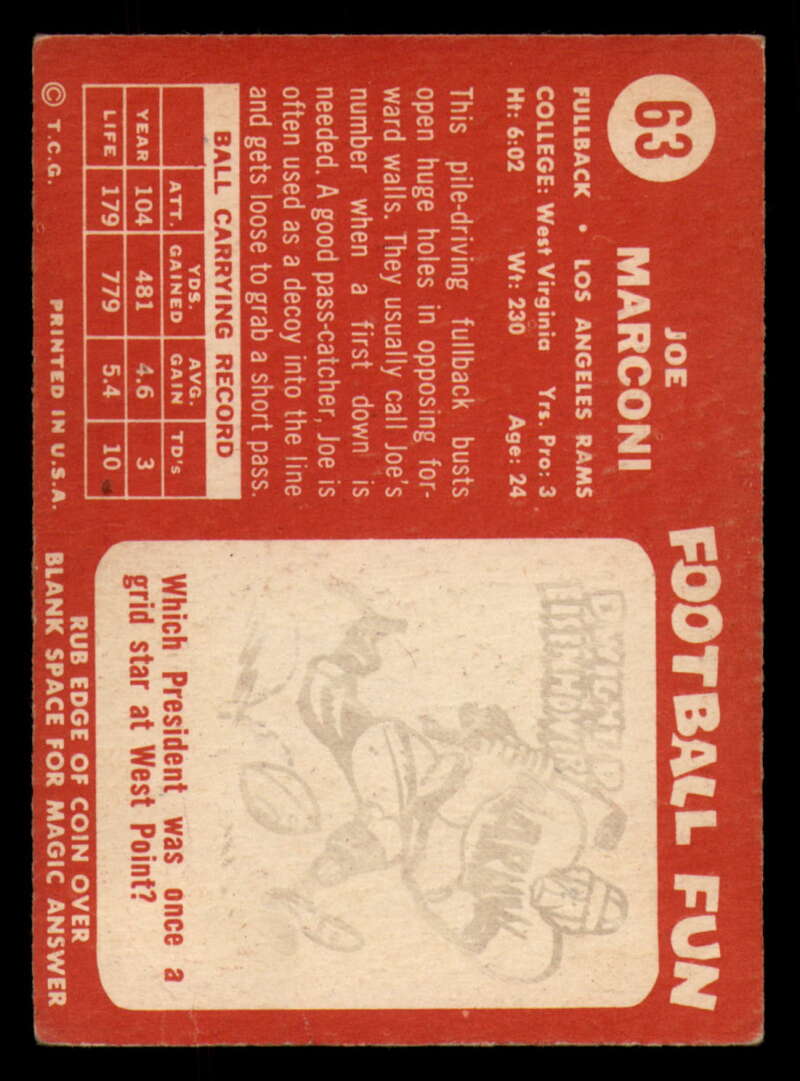 63
JOE
MARCONI
FULLBACK • LOS ANGELES RAMS
COLLEGE: West Virginia Yrs. Pro: 3
Ht: 6:02 Wt: 230 Age: 24
This pile-driving fullback busts
open huge holes in opposing for-
ward walls. They usually call Joe's
number when a first down is
needed. A good pass-catcher, Joe is
often used as a decoy into the line
and gets loose to grab a short pass.
BALL CARRYING RECORD
ATT. YDS. GAINED AVG. GAIN TD's
YEAR 104 481 4.6 3
LIFE 179 779 5.4 10
© T.C.G. PRINTED IN U.S.A.
FOOTBALL FUN
DWIGHT D.
EISENHOWER
ARMY
Which President was once a
grid star at West Point?
RUB EDGE OF COIN OVER
BLANK SPACE FOR MAGIC ANSWER